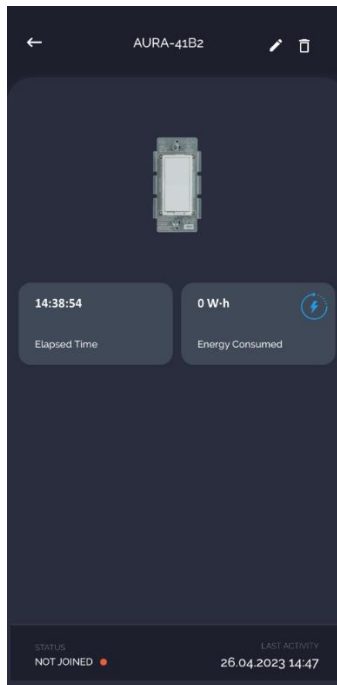 AURA-41B2
14:38:54
Elapsed Time
0 W·h
Energy Consumed
STATUS
NOT JOINED
LAST ACTIVITY
26.04.2023 14:47